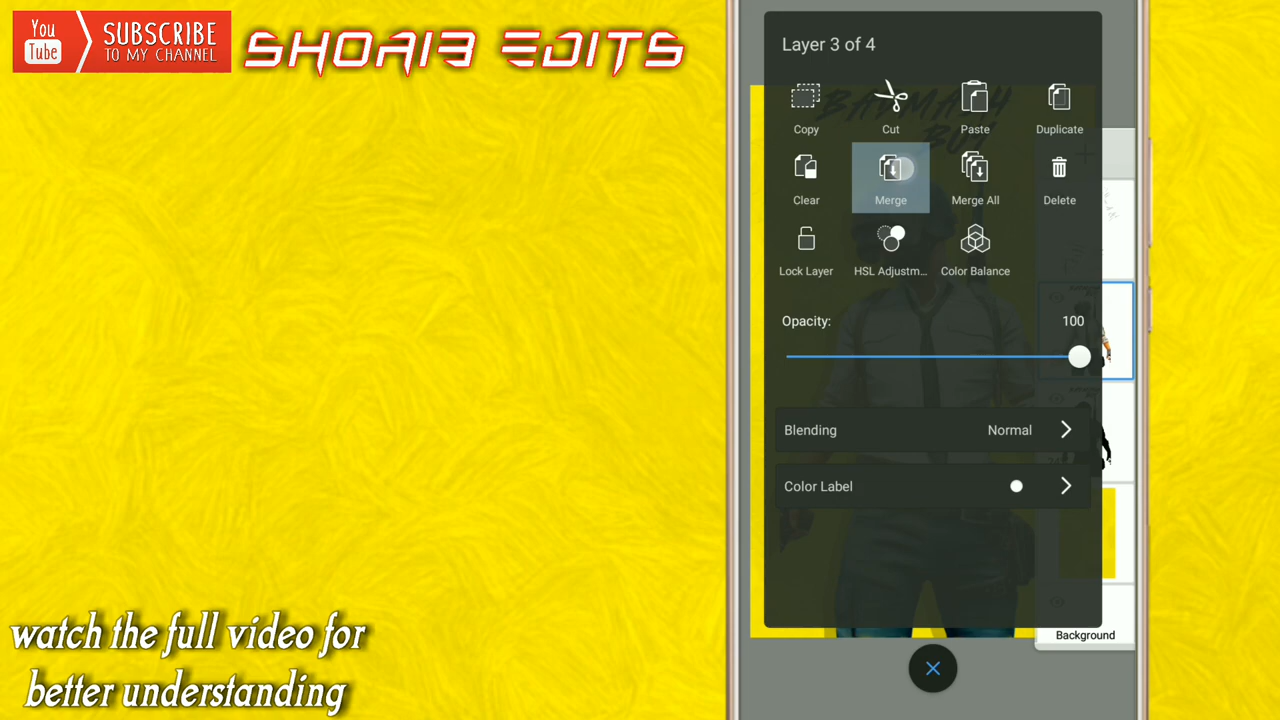 You
Tube
SUBSCRIBE
TO MY CHANNEL
SHOAIB EDITS
Layer 3 of 4
Copy
Cut
Paste
Duplicate
Clear
Merge
Merge All
Delete
Lock Layer
HSL Adjustm...
Color Balance
Opacity:
100
Blending
Normal
Color Label
Background
watch the full video for
better understanding